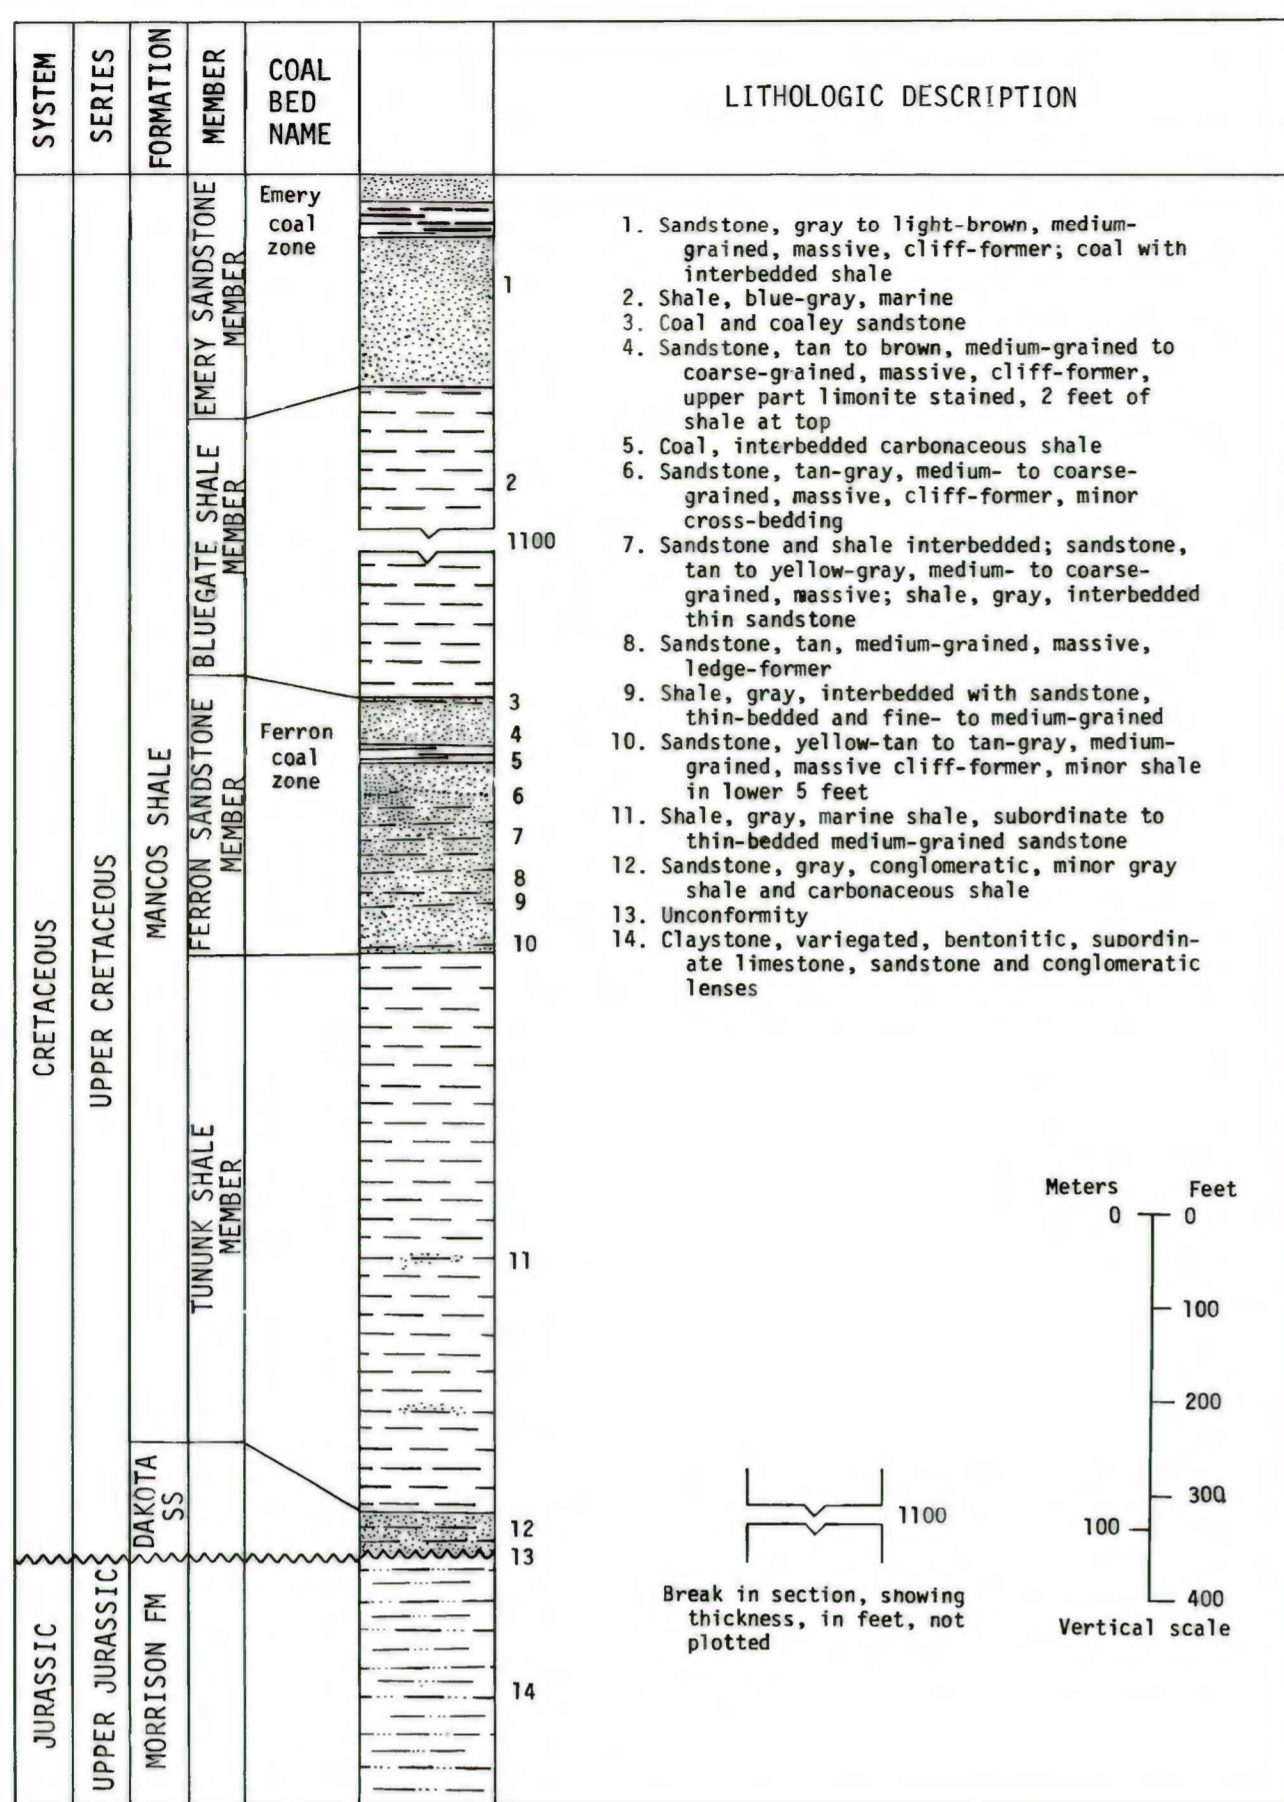 SYSTEM
SERIES
FORMATION
MEMBER
COAL
BED
NAME
LITHOLOGIC DESCRIPTION
CRETACEOUS
JURASSIC
UPPER CRETACEOUS
UPPER JURASSIC
MANCOS SHALE
DAKOTA
SS
MORRISON FM
EMERY SANDSTONE
MEMBER
BLUEGATE SHALE
MEMBER
FERRON SANDSTONE
MEMBER
TUNUNK SHALE
MEMBER
Emery
coal
zone
Ferron
coal
zone
1
2
1100
3
4
5
6
7
8
9
10
11
12
13
14
1. Sandstone, gray to light-brown, medium-
grained, massive, cliff-former; coal with
interbedded shale
2. Shale, blue-gray, marine
3. Coal and coaley sandstone
4. Sandstone, tan to brown, medium-grained to
coarse-grained, massive, cliff-former,
upper part limonite stained, 2 feet of
shale at top
5. Coal, interbedded carbonaceous shale
6. Sandstone, tan-gray, medium- to coarse-
grained, massive, cliff-former, minor
cross-bedding
7. Sandstone and shale interbedded; sandstone,
tan to yellow-gray, medium- to coarse-
grained, massive; shale, gray, interbedded
thin sandstone
8. Sandstone, tan, medium-grained, massive,
ledge-former
9. Shale, gray, interbedded with sandstone,
thin-bedded and fine- to medium-grained
10. Sandstone, yellow-tan to tan-gray, medium-
grained, massive cliff-former, minor shale
in lower 5 feet
11. Shale, gray, marine shale, subordinate to
thin-bedded medium-grained sandstone
12. Sandstone, gray, conglomeratic, minor gray
shale and carbonaceous shale
13. Unconformity
14. Claystone, variegated, bentonitic, subordin-
ate limestone, sandstone and conglomeratic
lenses
Meters Feet
0 0
100
200
300
100
400
Vertical scale
1100
Break in section, showing
thickness, in feet, not
plotted